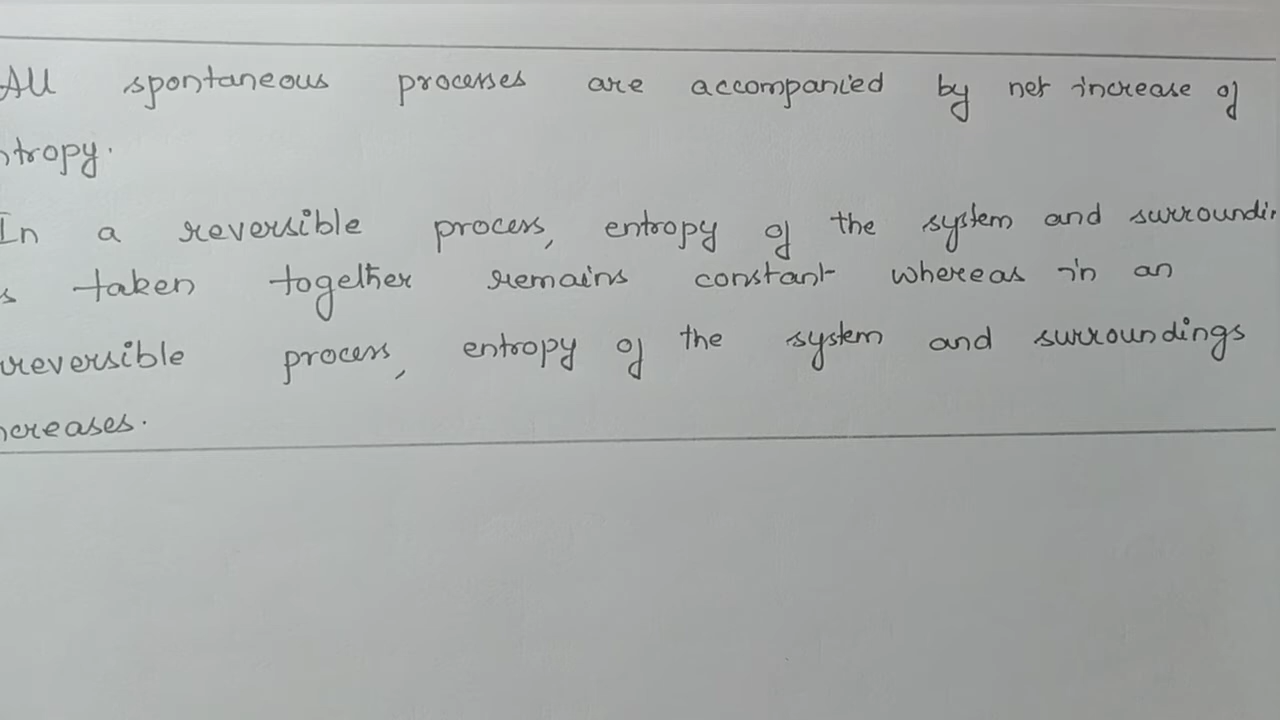 All spontaneous processes are accompanied by net increase of
ntropy.
In a reversible process, entropy of the system and surroundin
s taken together remains constant whereas in an
rreversible process, entropy of the system and surroundings
ncreases.